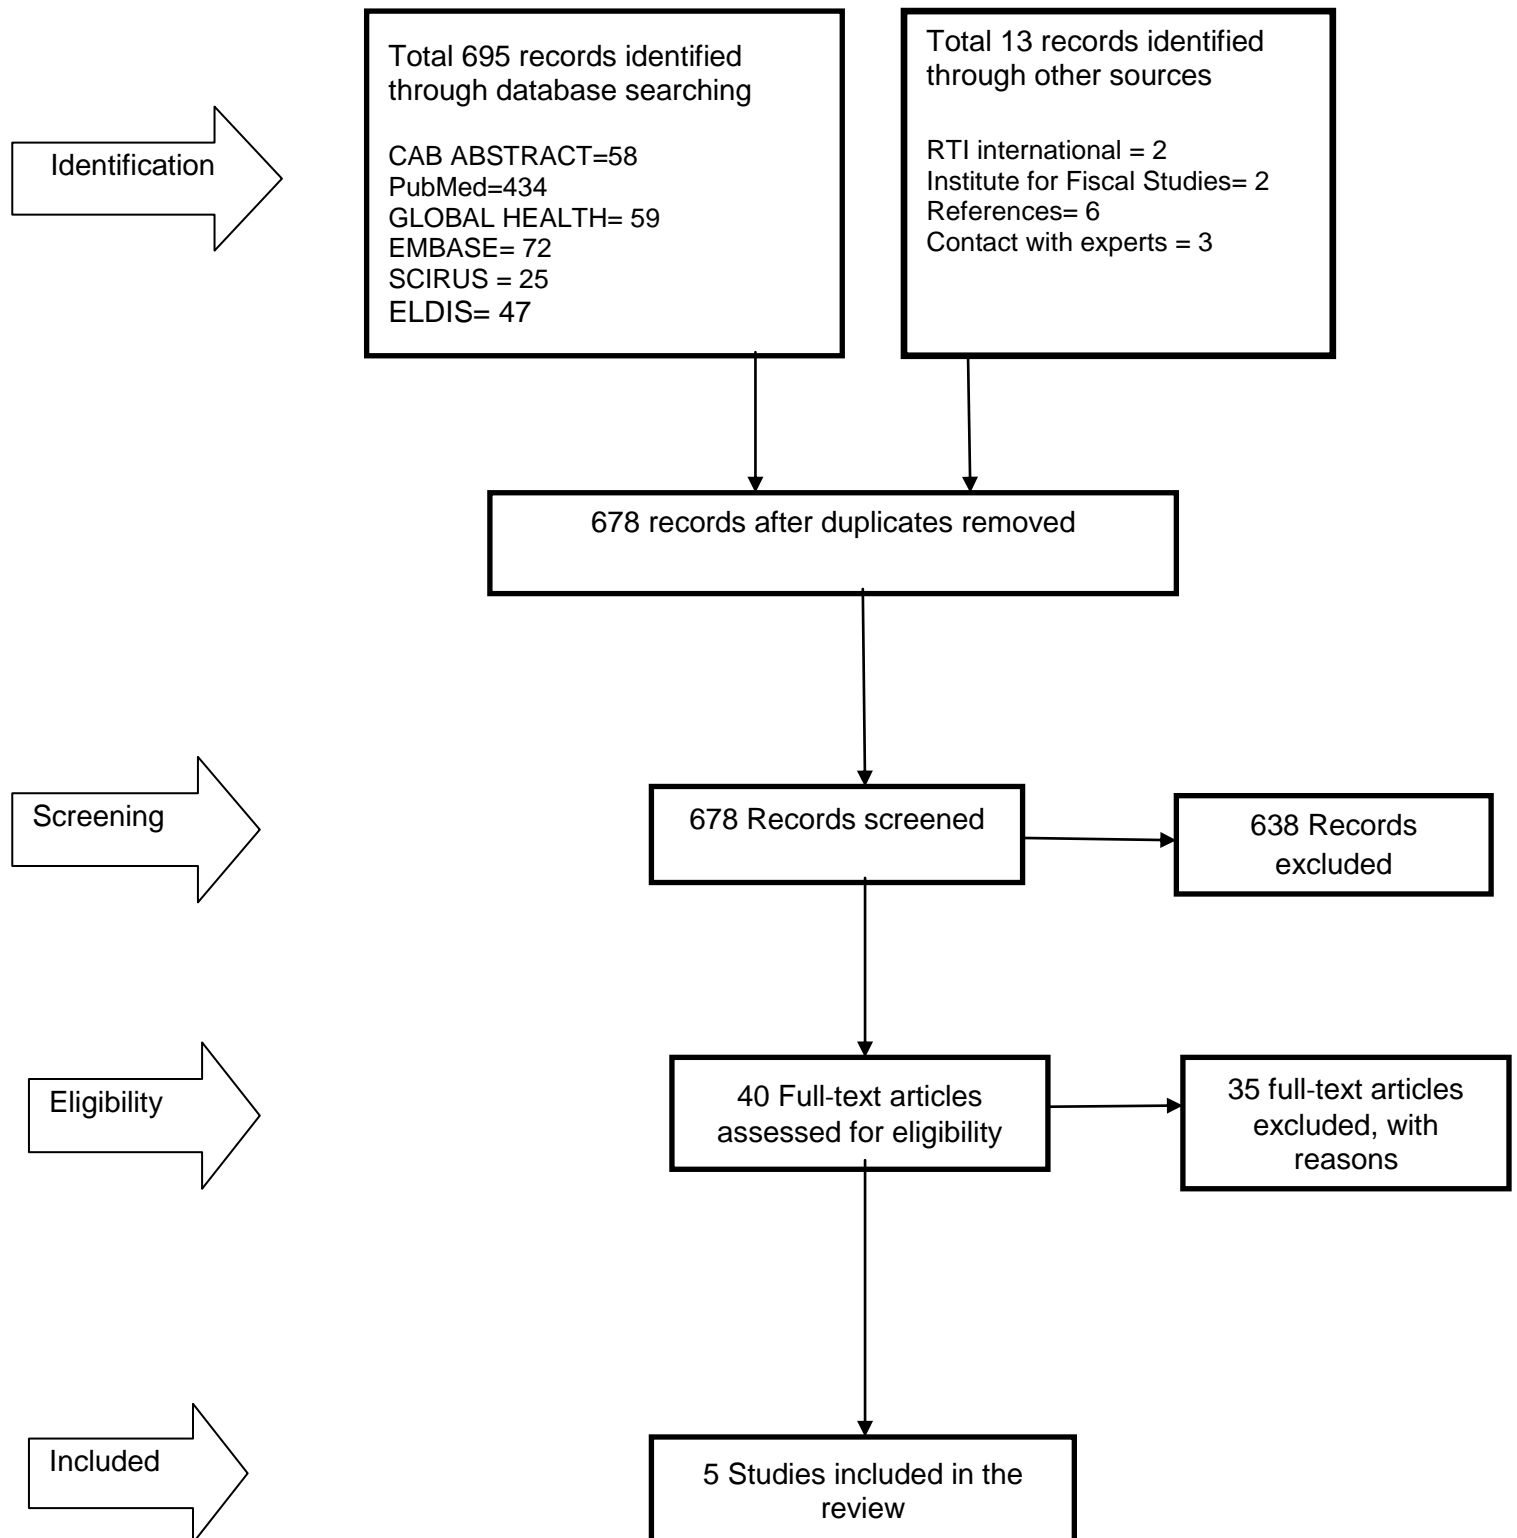 Total 695 records identified
through database searching
CAB ABSTRACT=58
PubMed=434
GLOBAL HEALTH= 59
EMBASE= 72
SCIRUS = 25
ELDIS= 47
Total 13 records identified
through other sources
RTI international = 2
Institute for Fiscal Studies= 2
References= 6
Contact with experts = 3
Identification
678 records after duplicates removed
Screening
678 Records screened
638 Records
excluded
Eligibility
40 Full-text articles
assessed for eligibility
35 full-text articles
excluded, with
reasons
Included
5 Studies included in the
review